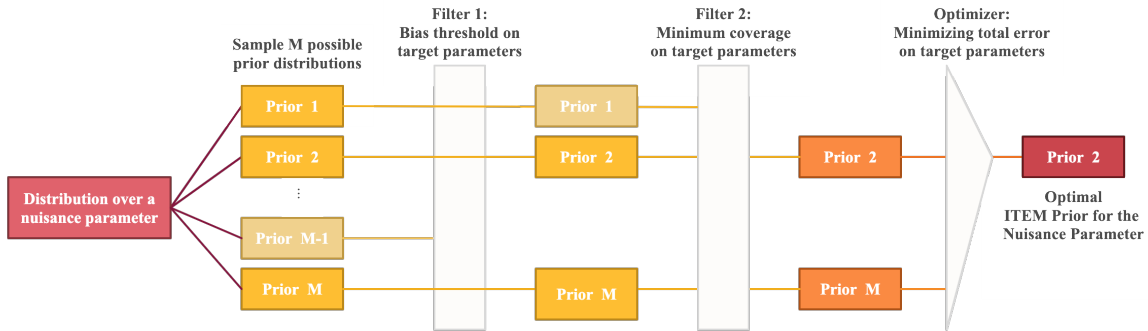 Sample M possible
prior distributions
Filter 1:
Bias threshold on
target parameters
Filter 2:
Minimum coverage
on target parameters
Optimizer:
Minimizing total error
on target parameters
Distribution over a
nuisance parameter
Prior 1
Prior 2
...
Prior M-1
Prior M
Prior 1
Prior 2
Prior M
Prior 2
Prior M
Prior 2
Optimal
ITEM Prior for the
Nuisance Parameter